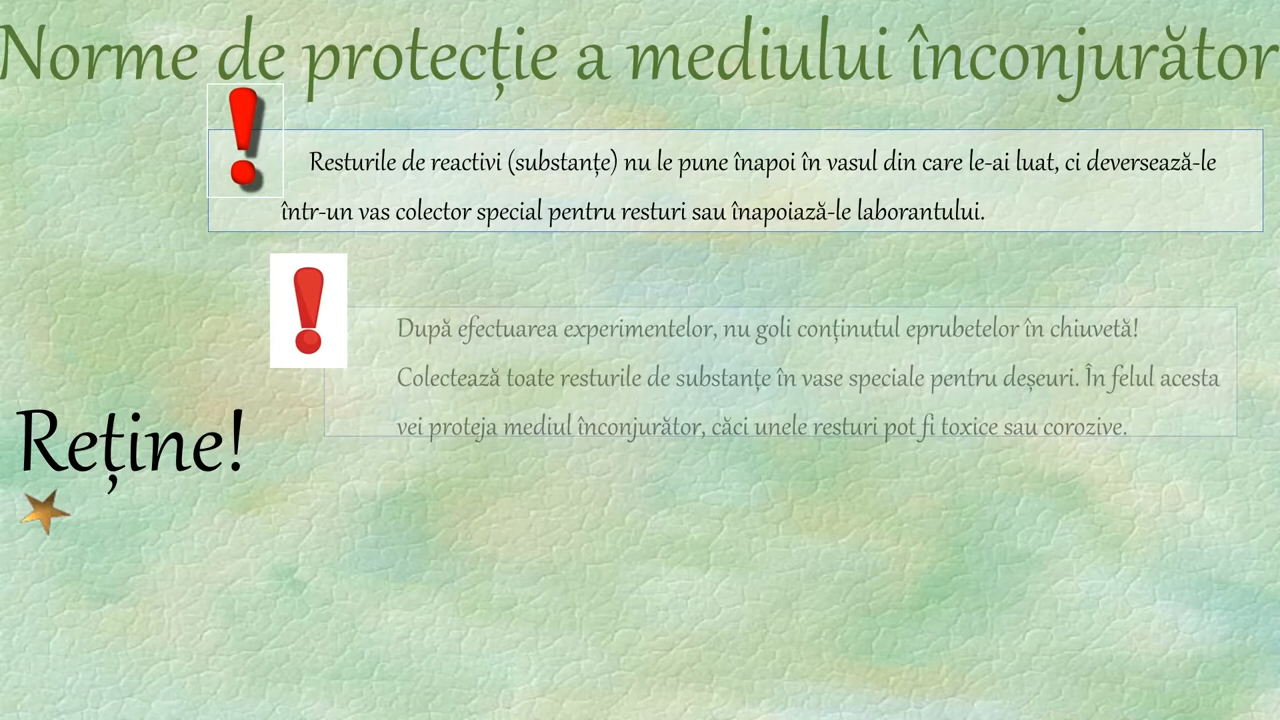 Norme de protecție a mediului înconjurător
Resturile de reactivi (substanțe) nu le pune înapoi în vasul din care le-ai luat, ci deversează-le
într-un vas colector special pentru resturi sau înapoiază-le laborantului.
După efectuarea experimentelor, nu goli conținutul eprubetelor în chiuvetă!
Colectează toate resturile de substanțe în vase speciale pentru deșeuri. În felul acesta
vei proteja mediul înconjurător, căci unele resturi pot fi toxice sau corozive.
Reține!